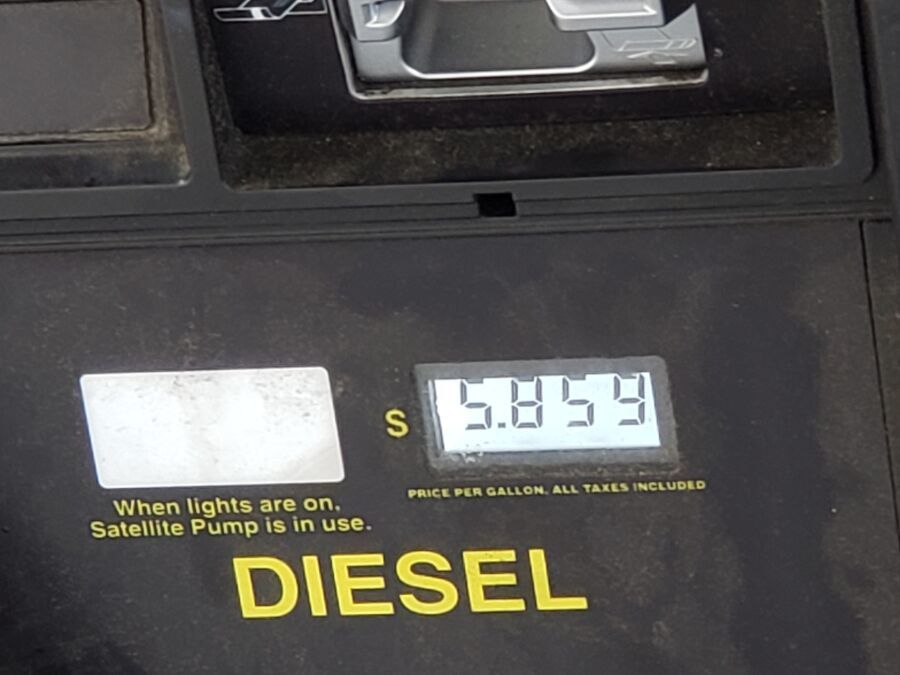 $ 5.859
PRICE PER GALLON, ALL TAXES INCLUDED
When lights are on,
Satellite Pump is in use.
DIESEL